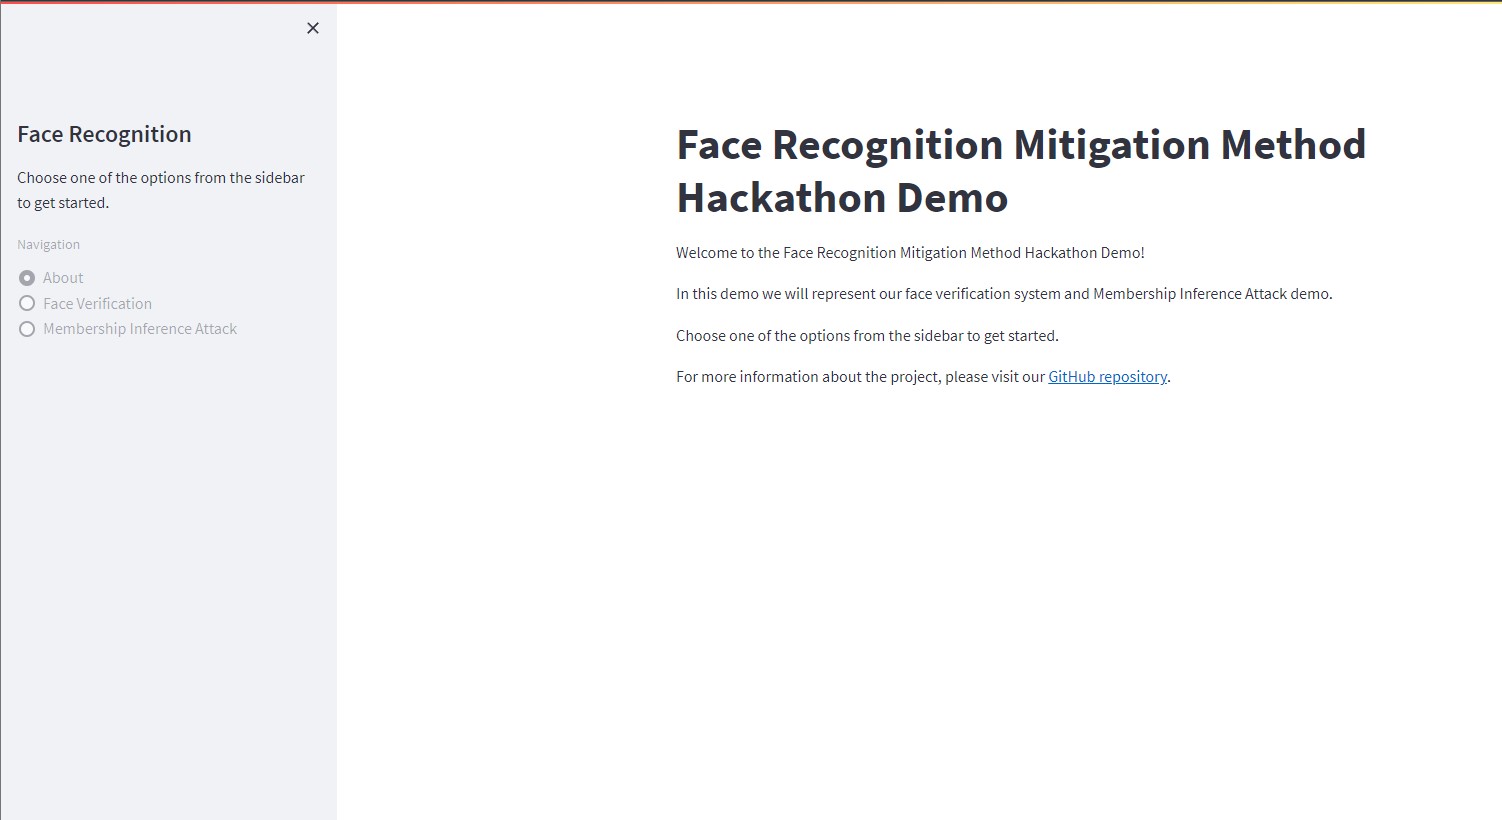 Face Recognition
Choose one of the options from the sidebar
to get started.
Navigation
About
Face Verification
Membership Inference Attack
Face Recognition Mitigation Method
Hackathon Demo
Welcome to the Face Recognition Mitigation Method Hackathon Demo!
In this demo we will represent our face verification system and Membership Inference Attack demo.
Choose one of the options from the sidebar to get started.
For more information about the project, please visit our GitHub repository.